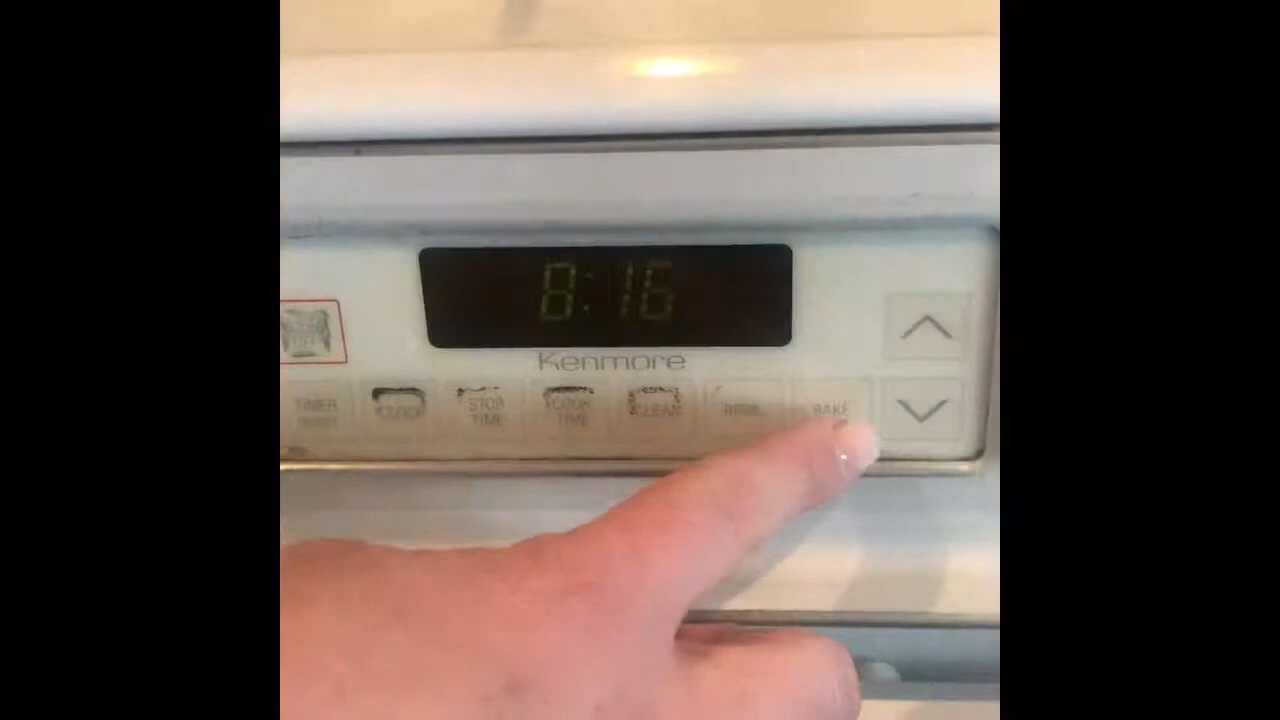 8:16
Kenmore
TIMER
CLOCK
STOP
TIME
COOK
TIME
CLEAN
BROIL
BAKE